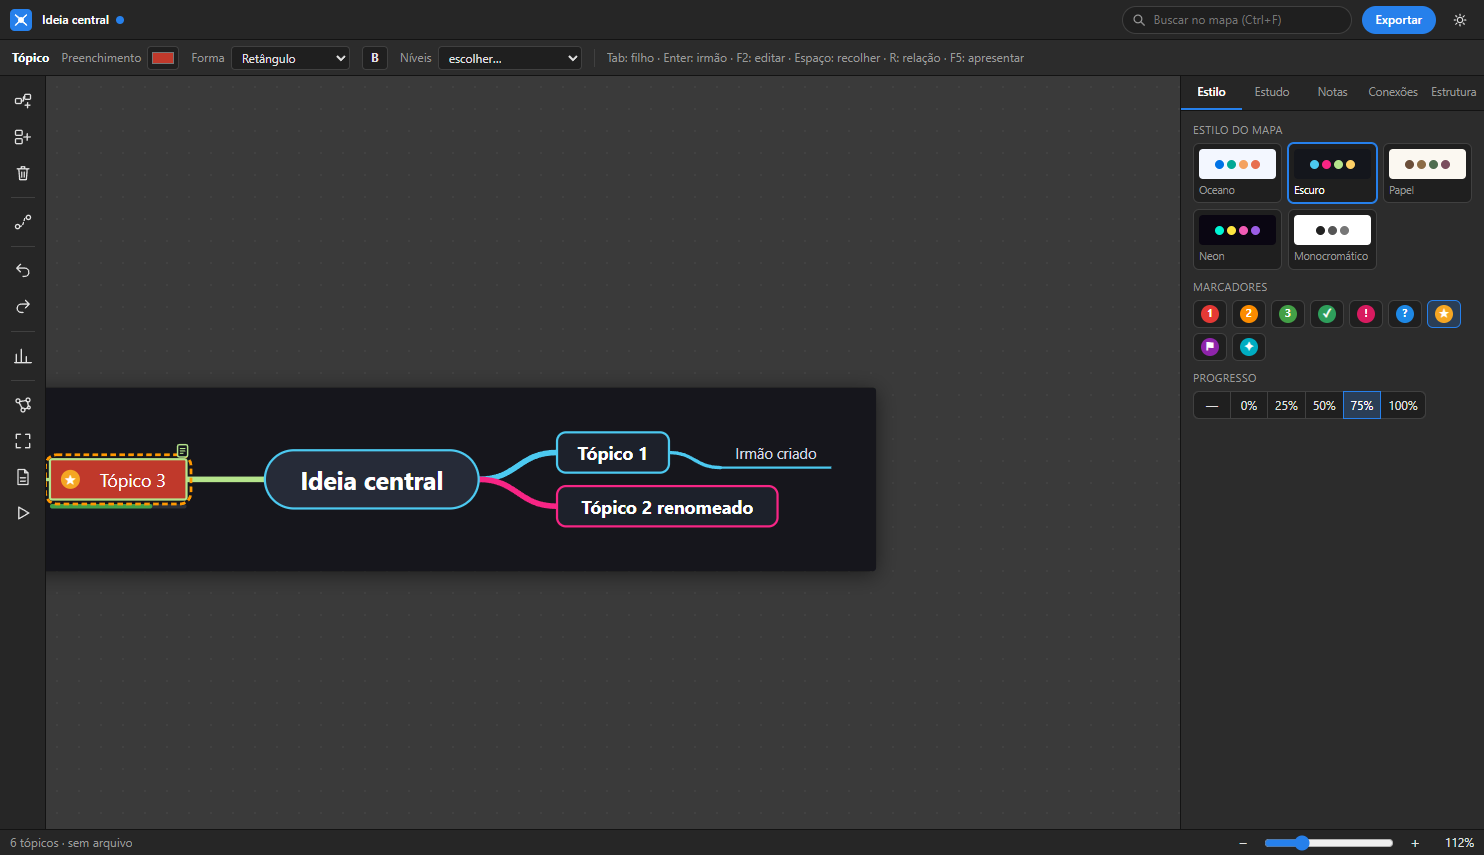 Ideia central
Buscar no mapa (Ctrl+F)
Exportar
Tópico
Preenchimento
Forma
Retângulo
B
Níveis
escolher...
Tab: filho · Enter: irmão · F2: editar · Espaço: recolher · R: relação · F5: apresentar
Estilo
Estudo
Notas
Conexões
Estrutura
ESTILO DO MAPA
Oceano
Escuro
Papel
Neon
Monocromático
MARCADORES
1
2
3
!
?
PROGRESSO
—
0%
25%
50%
75%
100%
Tópico 3
Ideia central
Tópico 1
Irmão criado
Tópico 2 renomeado
6 tópicos · sem arquivo
−
+
112%